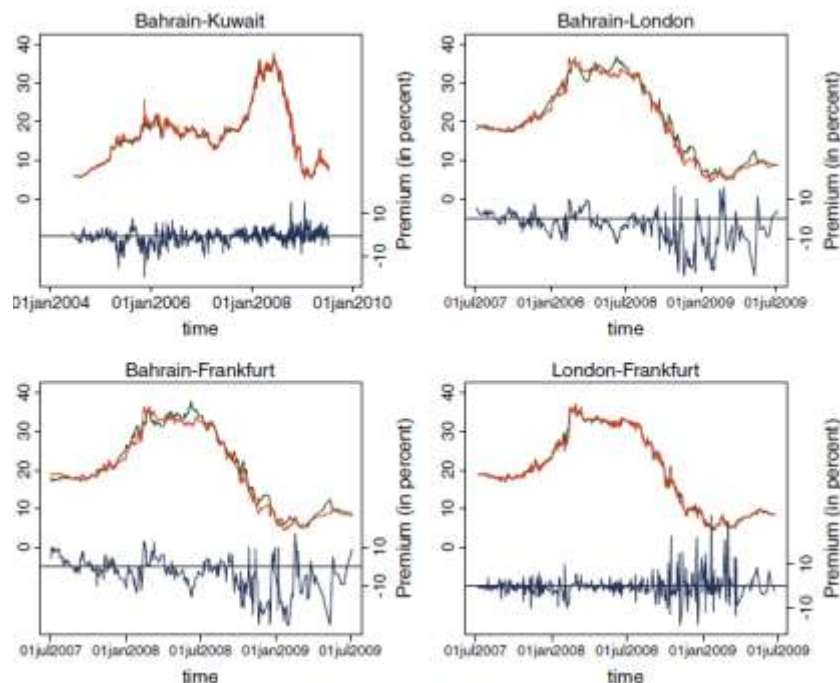 Bahrain-Kuwait
40
30
20
10
0
10
-10
Premium (in percent)
01jan2004 01jan2006 01jan2008 01jan2010
time
Bahrain-London
40
30
20
10
0
10
-10
Premium (in percent)
01jul2007 01jan2008 01jul2008 01jan2009 01jul2009
time
Bahrain-Frankfurt
40
30
20
10
0
10
-10
Premium (in percent)
01jul2007 01jan2008 01jul2008 01jan2009 01jul2009
time
London-Frankfurt
40
30
20
10
0
10
-10
Premium (in percent)
01jul2007 01jan2008 01jul2008 01jan2009 01jul2009
time